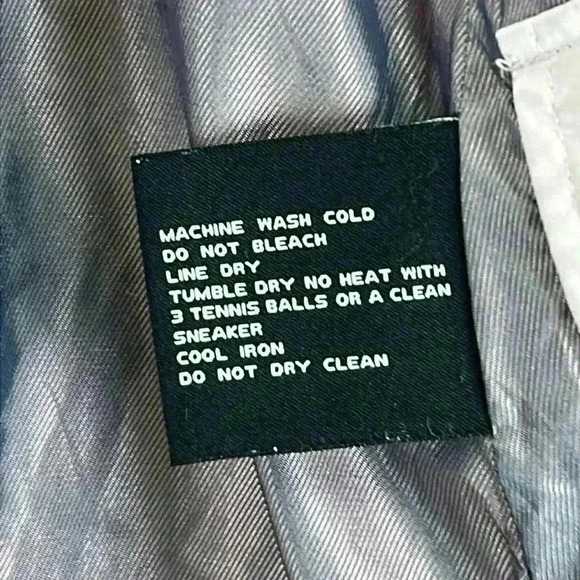 MACHINE WASH COLD
DO NOT BLEACH
LINE DRY
TUMBLE DRY NO HEAT WITH
3 TENNIS BALLS OR A CLEAN
SNEAKER
COOL IRON
DO NOT DRY CLEAN